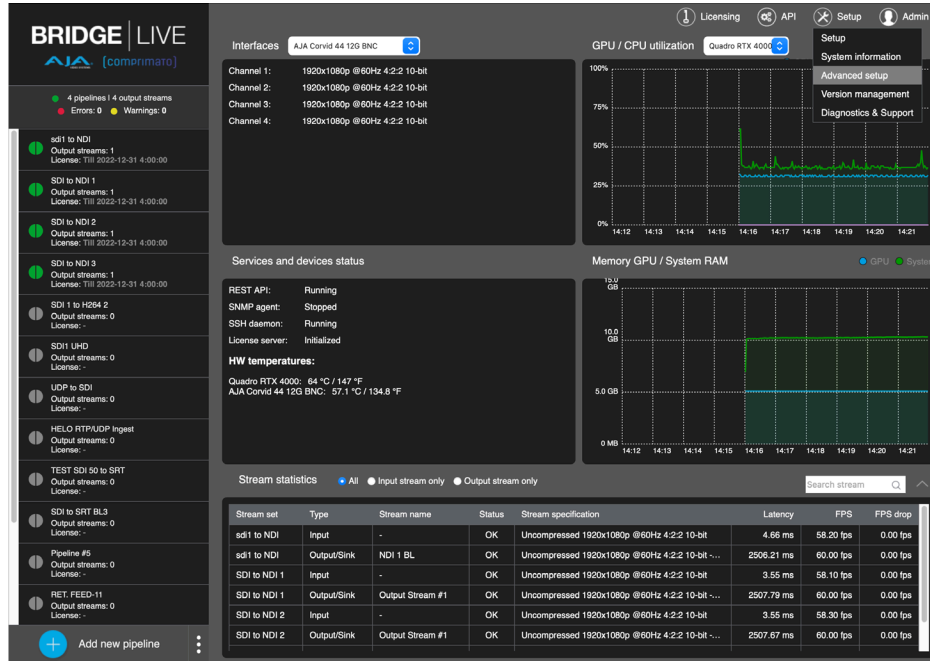 BRIDGE | LIVE
AJA [comprimato]
4 pipelines | 4 output streams
Errors: 0 Warnings: 0
sdi1 to NDI
Output streams: 1
License: Till 2022-12-31 4:00:00
SDI to NDI 1
Output streams: 1
License: Till 2022-12-31 4:00:00
SDI to NDI 2
Output streams: 1
License: Till 2022-12-31 4:00:00
SDI to NDI 3
Output streams: 1
License: Till 2022-12-31 4:00:00
SDI 1 to H264 2
Output streams: 0
License: -
SDI1 UHD
Output streams: 0
License: -
UDP to SDI
Output streams: 0
License: -
HELO RTP/UDP Ingest
Output streams: 0
License: -
TEST SDI 50 to SRT
Output streams: 0
License: -
SDI to SRT BL3
Output streams: 0
License: -
Pipeline #5
Output streams: 0
License: -
RET. FEED-11
Output streams: 0
License: -
Add new pipeline
Licensing API Setup Admin
Setup
System information
Advanced setup
Version management
Diagnostics & Support
Interfaces AJA Corvid 44 12G BNC
Channel 1: 1920x1080p @60Hz 4:2:2 10-bit
Channel 2: 1920x1080p @60Hz 4:2:2 10-bit
Channel 3: 1920x1080p @60Hz 4:2:2 10-bit
Channel 4: 1920x1080p @60Hz 4:2:2 10-bit
GPU / CPU utilization Quadro RTX 4000
100%
75%
50%
25%
0%
14:12 14:13 14:14 14:15 14:16 14:17 14:18 14:19 14:20 14:21
Services and devices status
REST API: Running
SNMP agent: Stopped
SSH daemon: Running
License server: Initialized
HW temperatures:
Quadro RTX 4000: 64 °C / 147 °F
AJA Corvid 44 12G BNC: 57.1 °C / 134.8 °F
Memory GPU / System RAM
GPU Syste
15.0
GB
10.0
GB
5.0 GB
0 MB
14:12 14:13 14:14 14:15 14:16 14:17 14:18 14:19 14:20 14:21
Stream statistics All Input stream only Output stream only
Search stream
Stream set Type Stream name Status Stream specification Latency FPS FPS drop
sdi1 to NDI Input - OK Uncompressed 1920x1080p @60Hz 4:2:2 10-bit 4.66 ms 58.20 fps 0.00 fps
sdi1 to NDI Output/Sink NDI 1 BL OK Uncompressed 1920x1080p @60Hz 4:2:2 10-bit -... 2506.21 ms 60.00 fps 0.00 fps
SDI to NDI 1 Input - OK Uncompressed 1920x1080p @60Hz 4:2:2 10-bit 3.55 ms 58.10 fps 0.00 fps
SDI to NDI 1 Output/Sink Output Stream #1 OK Uncompressed 1920x1080p @60Hz 4:2:2 10-bit -... 2507.79 ms 60.00 fps 0.00 fps
SDI to NDI 2 Input - OK Uncompressed 1920x1080p @60Hz 4:2:2 10-bit 3.55 ms 58.30 fps 0.00 fps
SDI to NDI 2 Output/Sink Output Stream #1 OK Uncompressed 1920x1080p @60Hz 4:2:2 10-bit -... 2507.67 ms 60.00 fps 0.00 fps